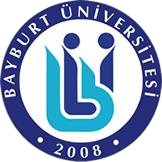 BAYBURT ÜNİVERSİTESİ
• 2008 •